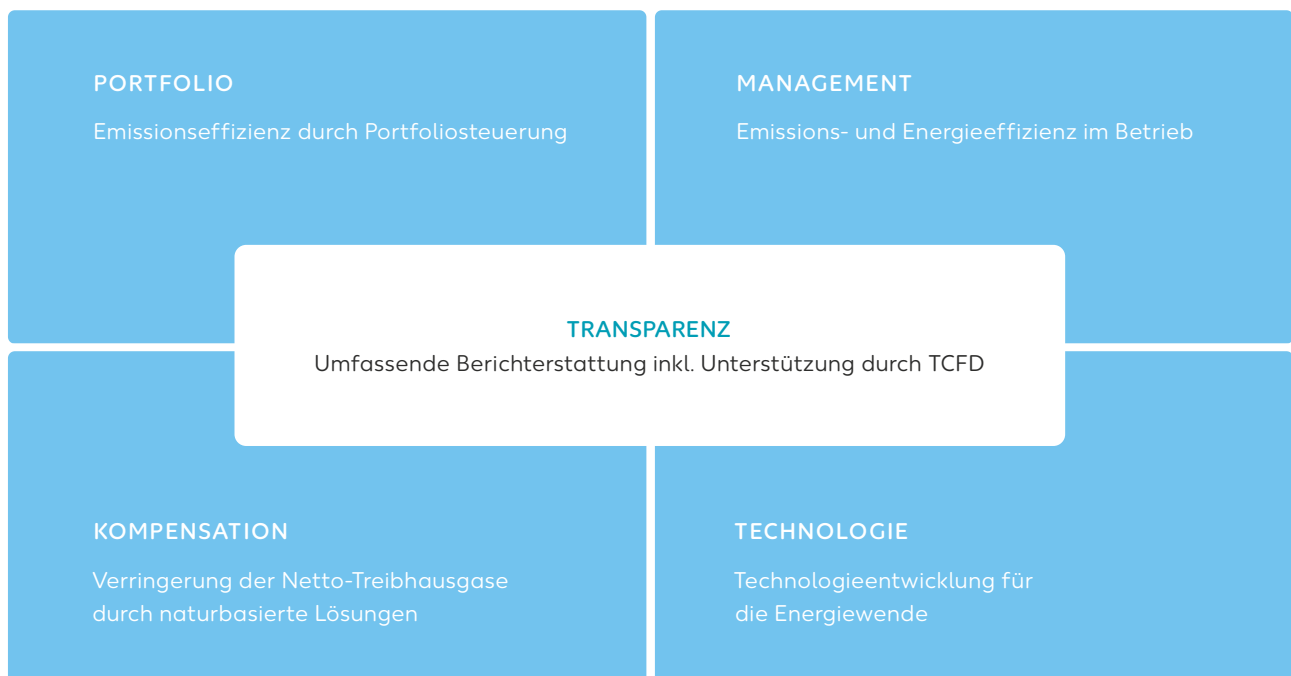 PORTFOLIO
Emissionseffizienz durch Portfoliosteuerung
MANAGEMENT
Emissions- und Energieeffizienz im Betrieb
TRANSPARENZ
Umfassende Berichterstattung inkl. Unterstützung durch TCFD
KOMPENSATION
Verringerung der Netto-Treibhausgase
durch naturbasierte Lösungen
TECHNOLOGIE
Technologieentwicklung für
die Energiewende